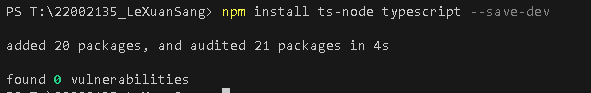 PS T:\22002135_LeXuanSang> npm install ts-node typescript --save-dev
added 20 packages, and audited 21 packages in 4s
found 0 vulnerabilities